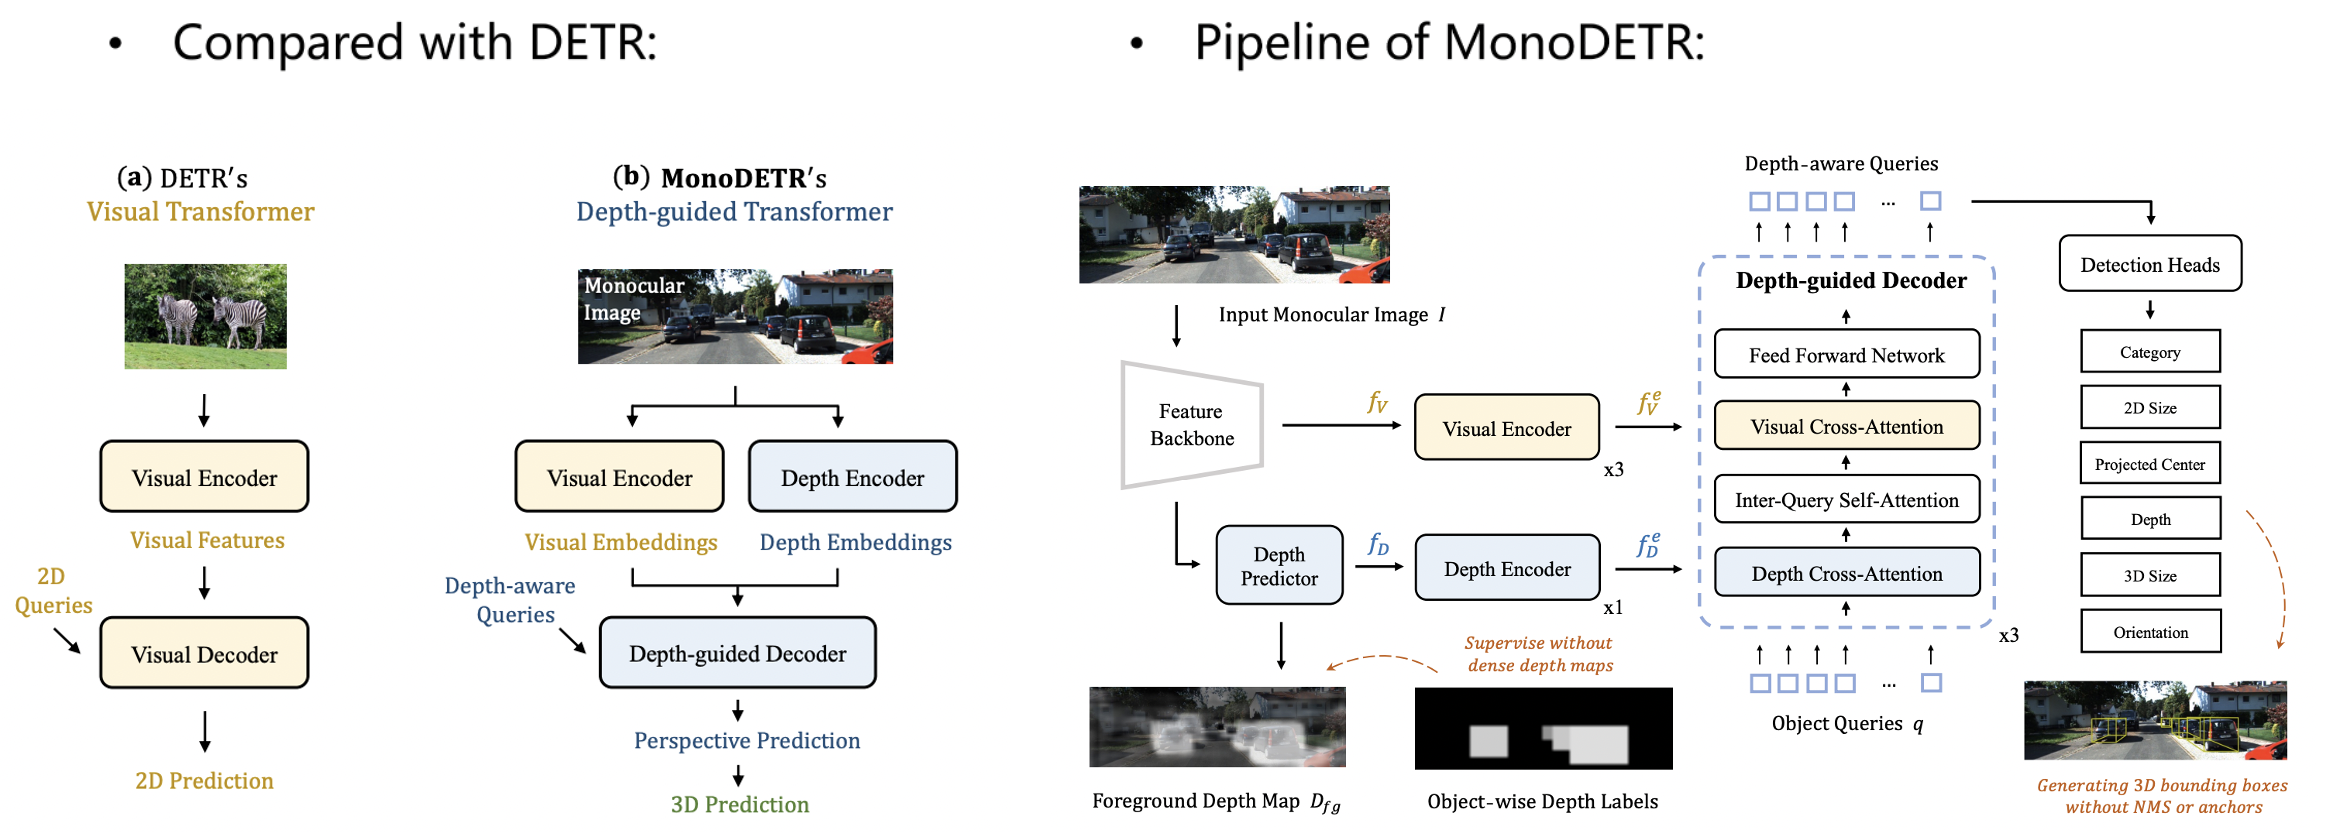 • Compared with DETR:
(a) DETR's
Visual Transformer
Visual Encoder
Visual Features
2D
Queries
Visual Decoder
2D Prediction
(b) MonoDETR's
Depth-guided Transformer
Monocular
Image
Visual Encoder
Depth Encoder
Visual Embeddings
Depth Embeddings
Depth-aware
Queries
Depth-guided Decoder
Perspective Prediction
3D Prediction
• Pipeline of MonoDETR:
Input Monocular Image I
Feature
Backbone
f_V
Visual Encoder
x3
f_V^e
Depth
Predictor
f_D
Depth Encoder
x1
f_D^e
Supervise without
dense depth maps
Foreground Depth Map D_fg
Object-wise Depth Labels
Depth-aware Queries
...
Depth-guided Decoder
Feed Forward Network
Visual Cross-Attention
Inter-Query Self-Attention
Depth Cross-Attention
x3
...
Object Queries q
Detection Heads
Category
2D Size
Projected Center
Depth
3D Size
Orientation
Generating 3D bounding boxes
without NMS or anchors